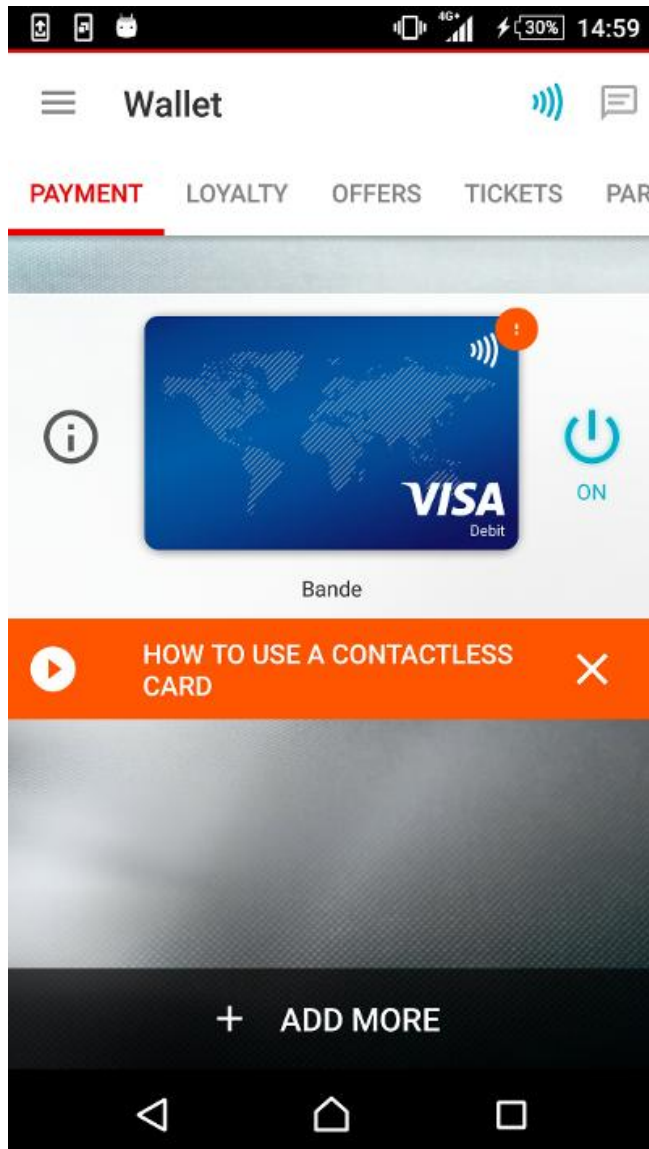 4G+ 30% 14:59
Wallet
PAYMENT LOYALTY OFFERS TICKETS PAR
VISA
Debit
ON
Bande
HOW TO USE A CONTACTLESS
CARD
+ ADD MORE